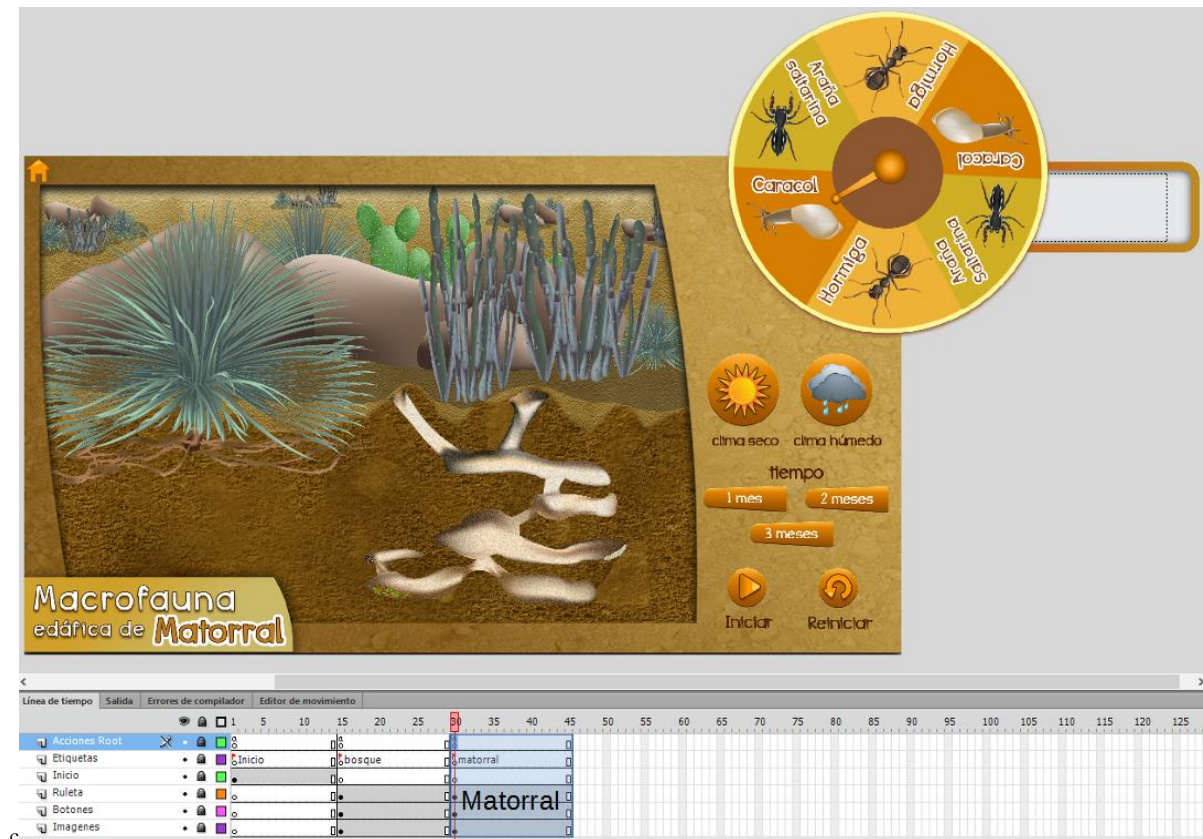 Hormiga
Caracol
Araña
Saltarina
Hormiga
Caracol
Araña
saltarina
clima seco clima húmedo
tiempo
1 mes 2 meses
3 meses
Iniciar Reiniciar
Macrofauna
edáfica de Matorral
Línea de tiempo Salida Errores de compilador Editor de movimiento
1 5 10 15 20 25 30 35 40 45 50 55 60 65 70 75 80 85 90 95 100 105 110 115 120 125
Acciones Root a a a
Etiquetas Inicio bosque matorral
Inicio
Ruleta
Botones
Matorral
Imagenes